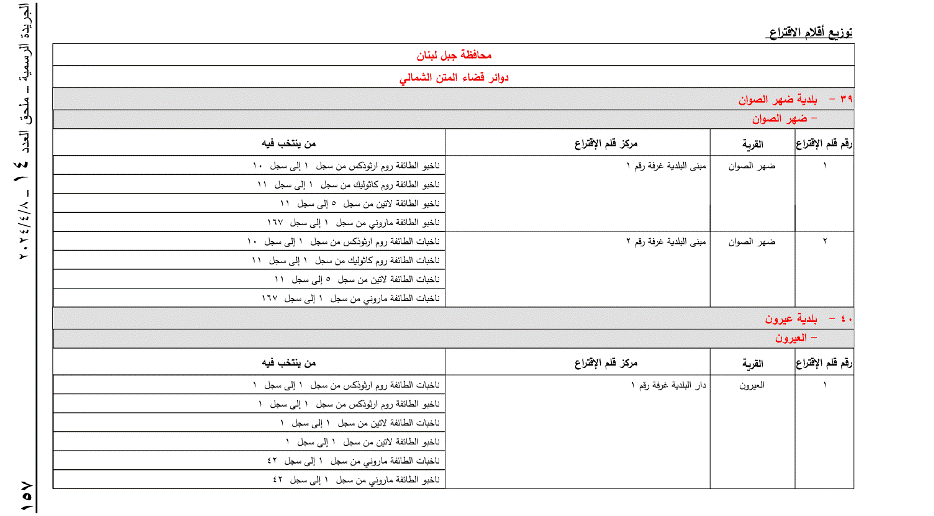 الجريدة الرسمية – ملحق العدد ١٤ – ٢٠٢٤/٤/٨
توزيع أقلام الإقتراع
محافظة جبل لبنان
دوائر قضاء المتن الشمالي
٣٩ - بلدية ضهر الصوان
- ضهر الصوان
رقم قلم الإقتراع القرية مركز قلم الإقتراع من ينتخب فيه
١ ضهر الصوان مبنى البلدية غرفة رقم ١ ناخبو الطائفة روم ارثوذكس من سجل ١ إلى سجل ١٠
ناخبو الطائفة روم كاثوليك من سجل ١ إلى سجل ١١
ناخبو الطائفة لاتين من سجل ٥ إلى سجل ١١
ناخبو الطائفة ماروني من سجل ١ إلى سجل ١٦٧
٢ ضهر الصوان مبنى البلدية غرفة رقم ٢ ناخبات الطائفة روم ارثوذكس من سجل ١ إلى سجل ١٠
ناخبات الطائفة روم كاثوليك من سجل ١ إلى سجل ١١
ناخبات الطائفة لاتين من سجل ٥ إلى سجل ١١
ناخبات الطائفة ماروني من سجل ١ إلى سجل ١٦٧
٤٠ - بلدية عيرون
- العيرون
رقم قلم الإقتراع القرية مركز قلم الإقتراع من ينتخب فيه
١ العيرون دار البلدية غرفة رقم ١ ناخبات الطائفة روم ارثوذكس من سجل ١ إلى سجل ١
ناخبو الطائفة روم ارثوذكس من سجل ١ إلى سجل ١
ناخبات الطائفة لاتين من سجل ١ إلى سجل ١
ناخبو الطائفة لاتين من سجل ١ إلى سجل ١
ناخبات الطائفة ماروني من سجل ١ إلى سجل ٤٢
ناخبو الطائفة ماروني من سجل ١ إلى سجل ٤٢
١٥٧